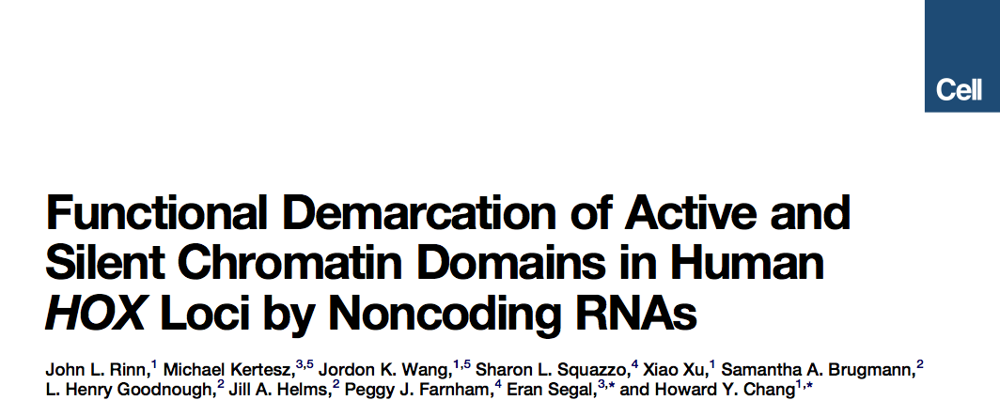 Cell
Functional Demarcation of Active and
Silent Chromatin Domains in Human
HOX Loci by Noncoding RNAs
John L. Rinn,1 Michael Kertesz,3,5 Jordon K. Wang,1,5 Sharon L. Squazzo,4 Xiao Xu,1 Samantha A. Brugmann,2
L. Henry Goodnough,2 Jill A. Helms,2 Peggy J. Farnham,4 Eran Segal,3,* and Howard Y. Chang1,*